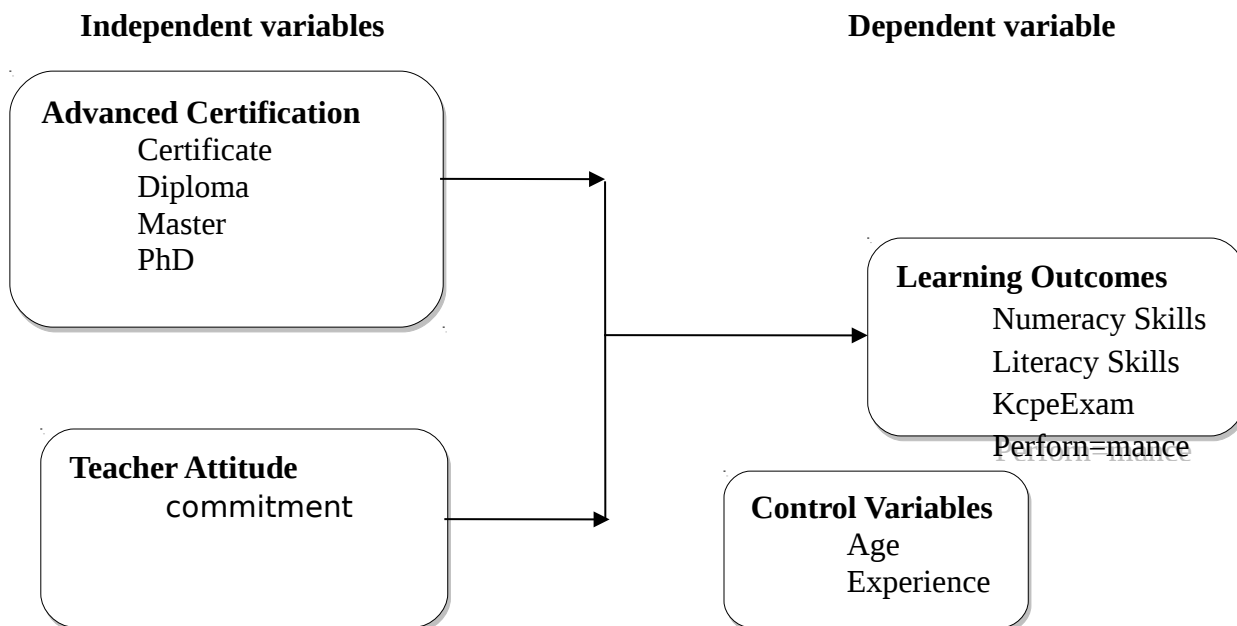 Independent variables
Dependent variable
Advanced Certification
Certificate
Diploma
Master
PhD
Learning Outcomes
Numeracy Skills
Literacy Skills
KcpeExam
Perforn=mance
Teacher Attitude
commitment
Control Variables
Age
Experience